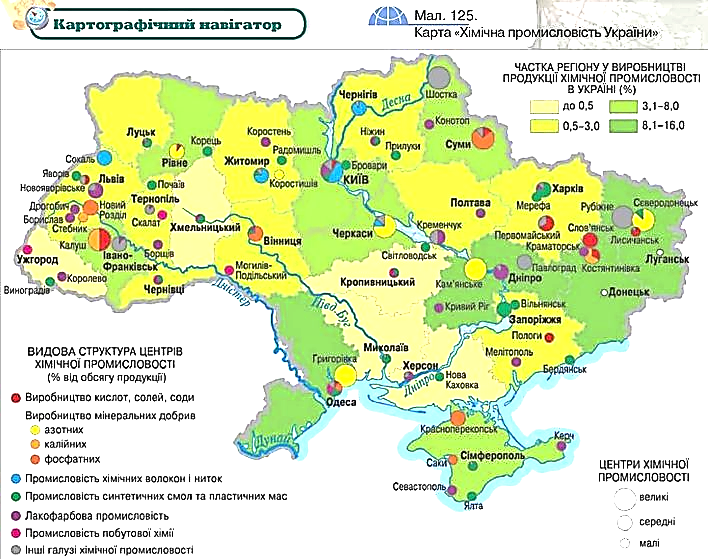 Картографічний навігатор
Мал. 125.
Карта «Хімічна промисловість України»
ЧАСТКА РЕГІОНУ У ВИРОБНИЦТВІ
ПРОДУКЦІЇ ХІМІЧНОЇ ПРОМИСЛОВОСТІ
В УКРАЇНІ (%)
до 0,5
3,1–8,0
0,5–3,0
8,1–16,0
Шостка
Чернігів
Десна
Конотоп
Луцьк
Корець
Коростень
Ніжин
Суми
Рівне
Радомишль
Прилуки
Сокаль
Житомир
Бровари
Яворів
Львів
Почаїв
Коростишів
КИЇВ
Новояворівське
Харків
Дрогобич
Новий
Розділ
Тернопіль
Полтава
Мерефа
Рубіжне
Сєвєродонецьк
Борислав
Стебник
Скалат
Хмельницький
Черкаси
Кременчук
Первомайський
Слов'янськ
Лисичанськ
Калуш
Вінниця
Краматорськ
Ужгород
Івано-
Франківськ
Борщів
Світловодськ
Павлоград
Костянтинівка
Луганськ
Могилів-
Подільський
Кропивницький
Кам'янське
Дніпро
Виноградів
Королево
Чернівці
Дністер
Півд.Буг
Донецьк
Кривий Ріг
Вільнянськ
Запоріжжя
Пологи
Миколаїв
Григорівка
Херсон
Мелітополь
Дніпро
Нова
Каховка
Бердянськ
Одеса
Дунай
Красноперекопськ
Керч
Сімферополь
Саки
Севастополь
Ялта
ВИДОВА СТРУКТУРА ЦЕНТРІВ
ХІМІЧНОЇ ПРОМИСЛОВОСТІ
(% від обсягу продукції)
Виробництво кислот, солей, соди
Виробництво мінеральних добрив
азотних
калійних
фосфатних
Промисловість хімічних волокон і ниток
Промисловість синтетичних смол та пластичних мас
Лакофарбова промисловість
Промисловість побутової хімії
Інші галузі хімічної промисловості
ЦЕНТРИ ХІМІЧНОЇ
ПРОМИСЛОВОСТІ
великі
середні
малі